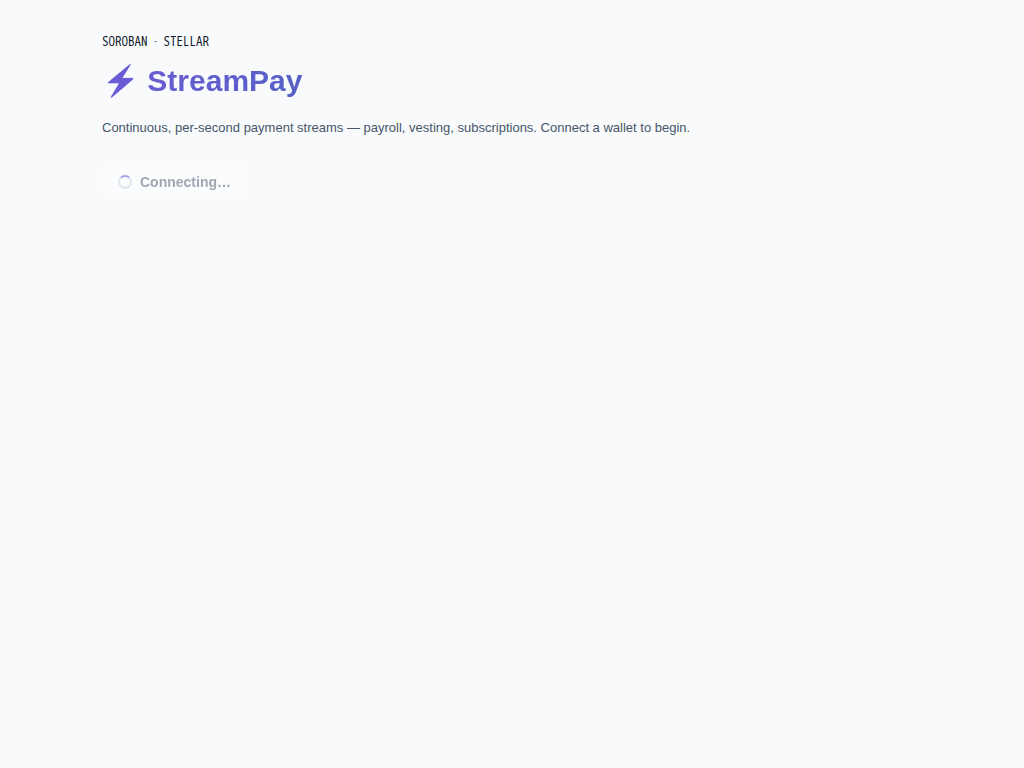 SOROBAN · STELLAR
⚡ StreamPay
Continuous, per-second payment streams — payroll, vesting, subscriptions. Connect a wallet to begin.
Connecting…